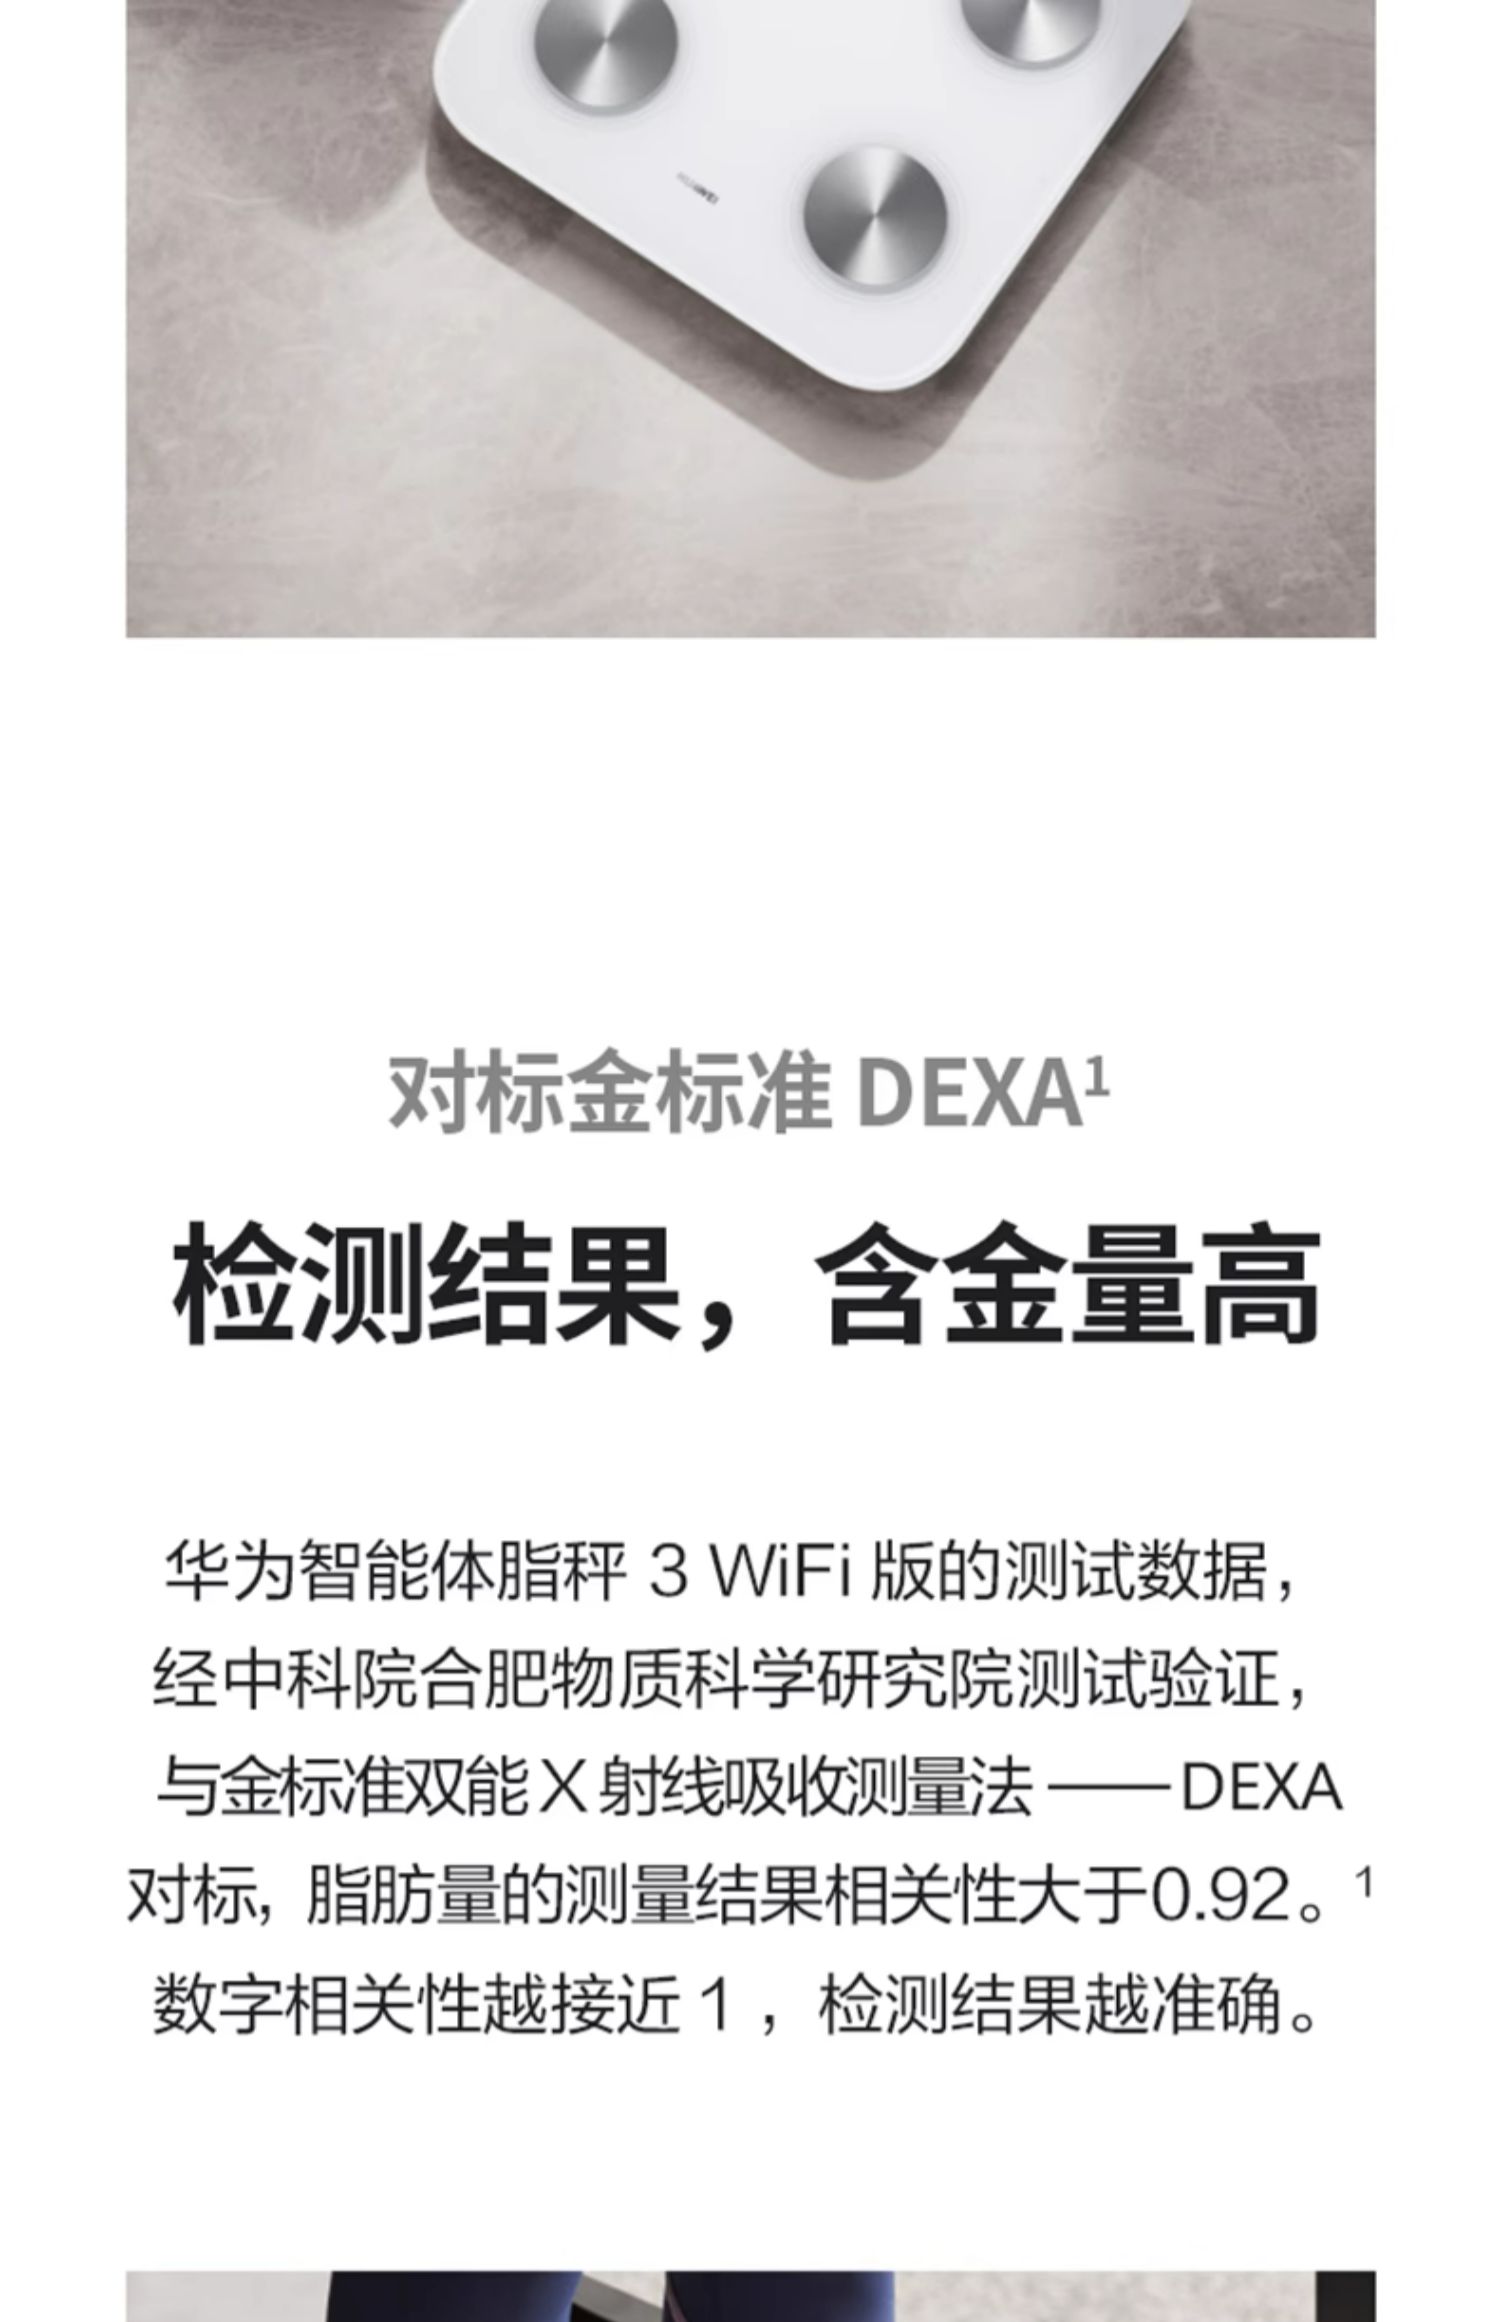 HUAWEI
对标金标准 DEXA¹
检测结果，含金量高
华为智能体脂秤 3 WiFi 版的测试数据，
经中科院合肥物质科学研究院测试验证，
与金标准双能 X 射线吸收测量法 ——DEXA
对标，脂肪量的测量结果相关性大于0.92。¹
数字相关性越接近 1 ，检测结果越准确。